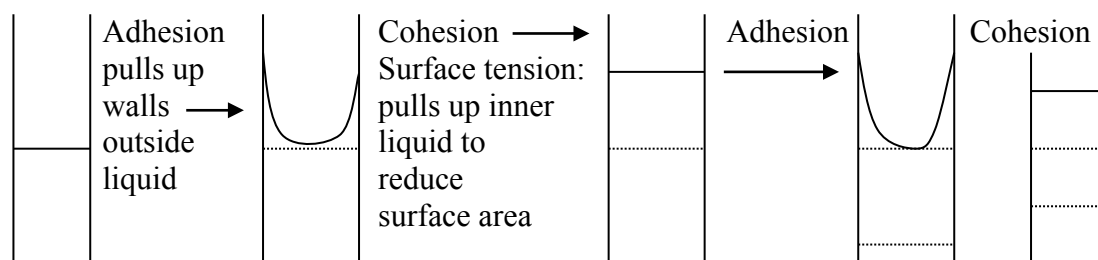 Adhesion
pulls up
walls
outside
liquid
Cohesion
Surface tension:
pulls up inner
liquid to
reduce
surface area
Adhesion
Cohesion